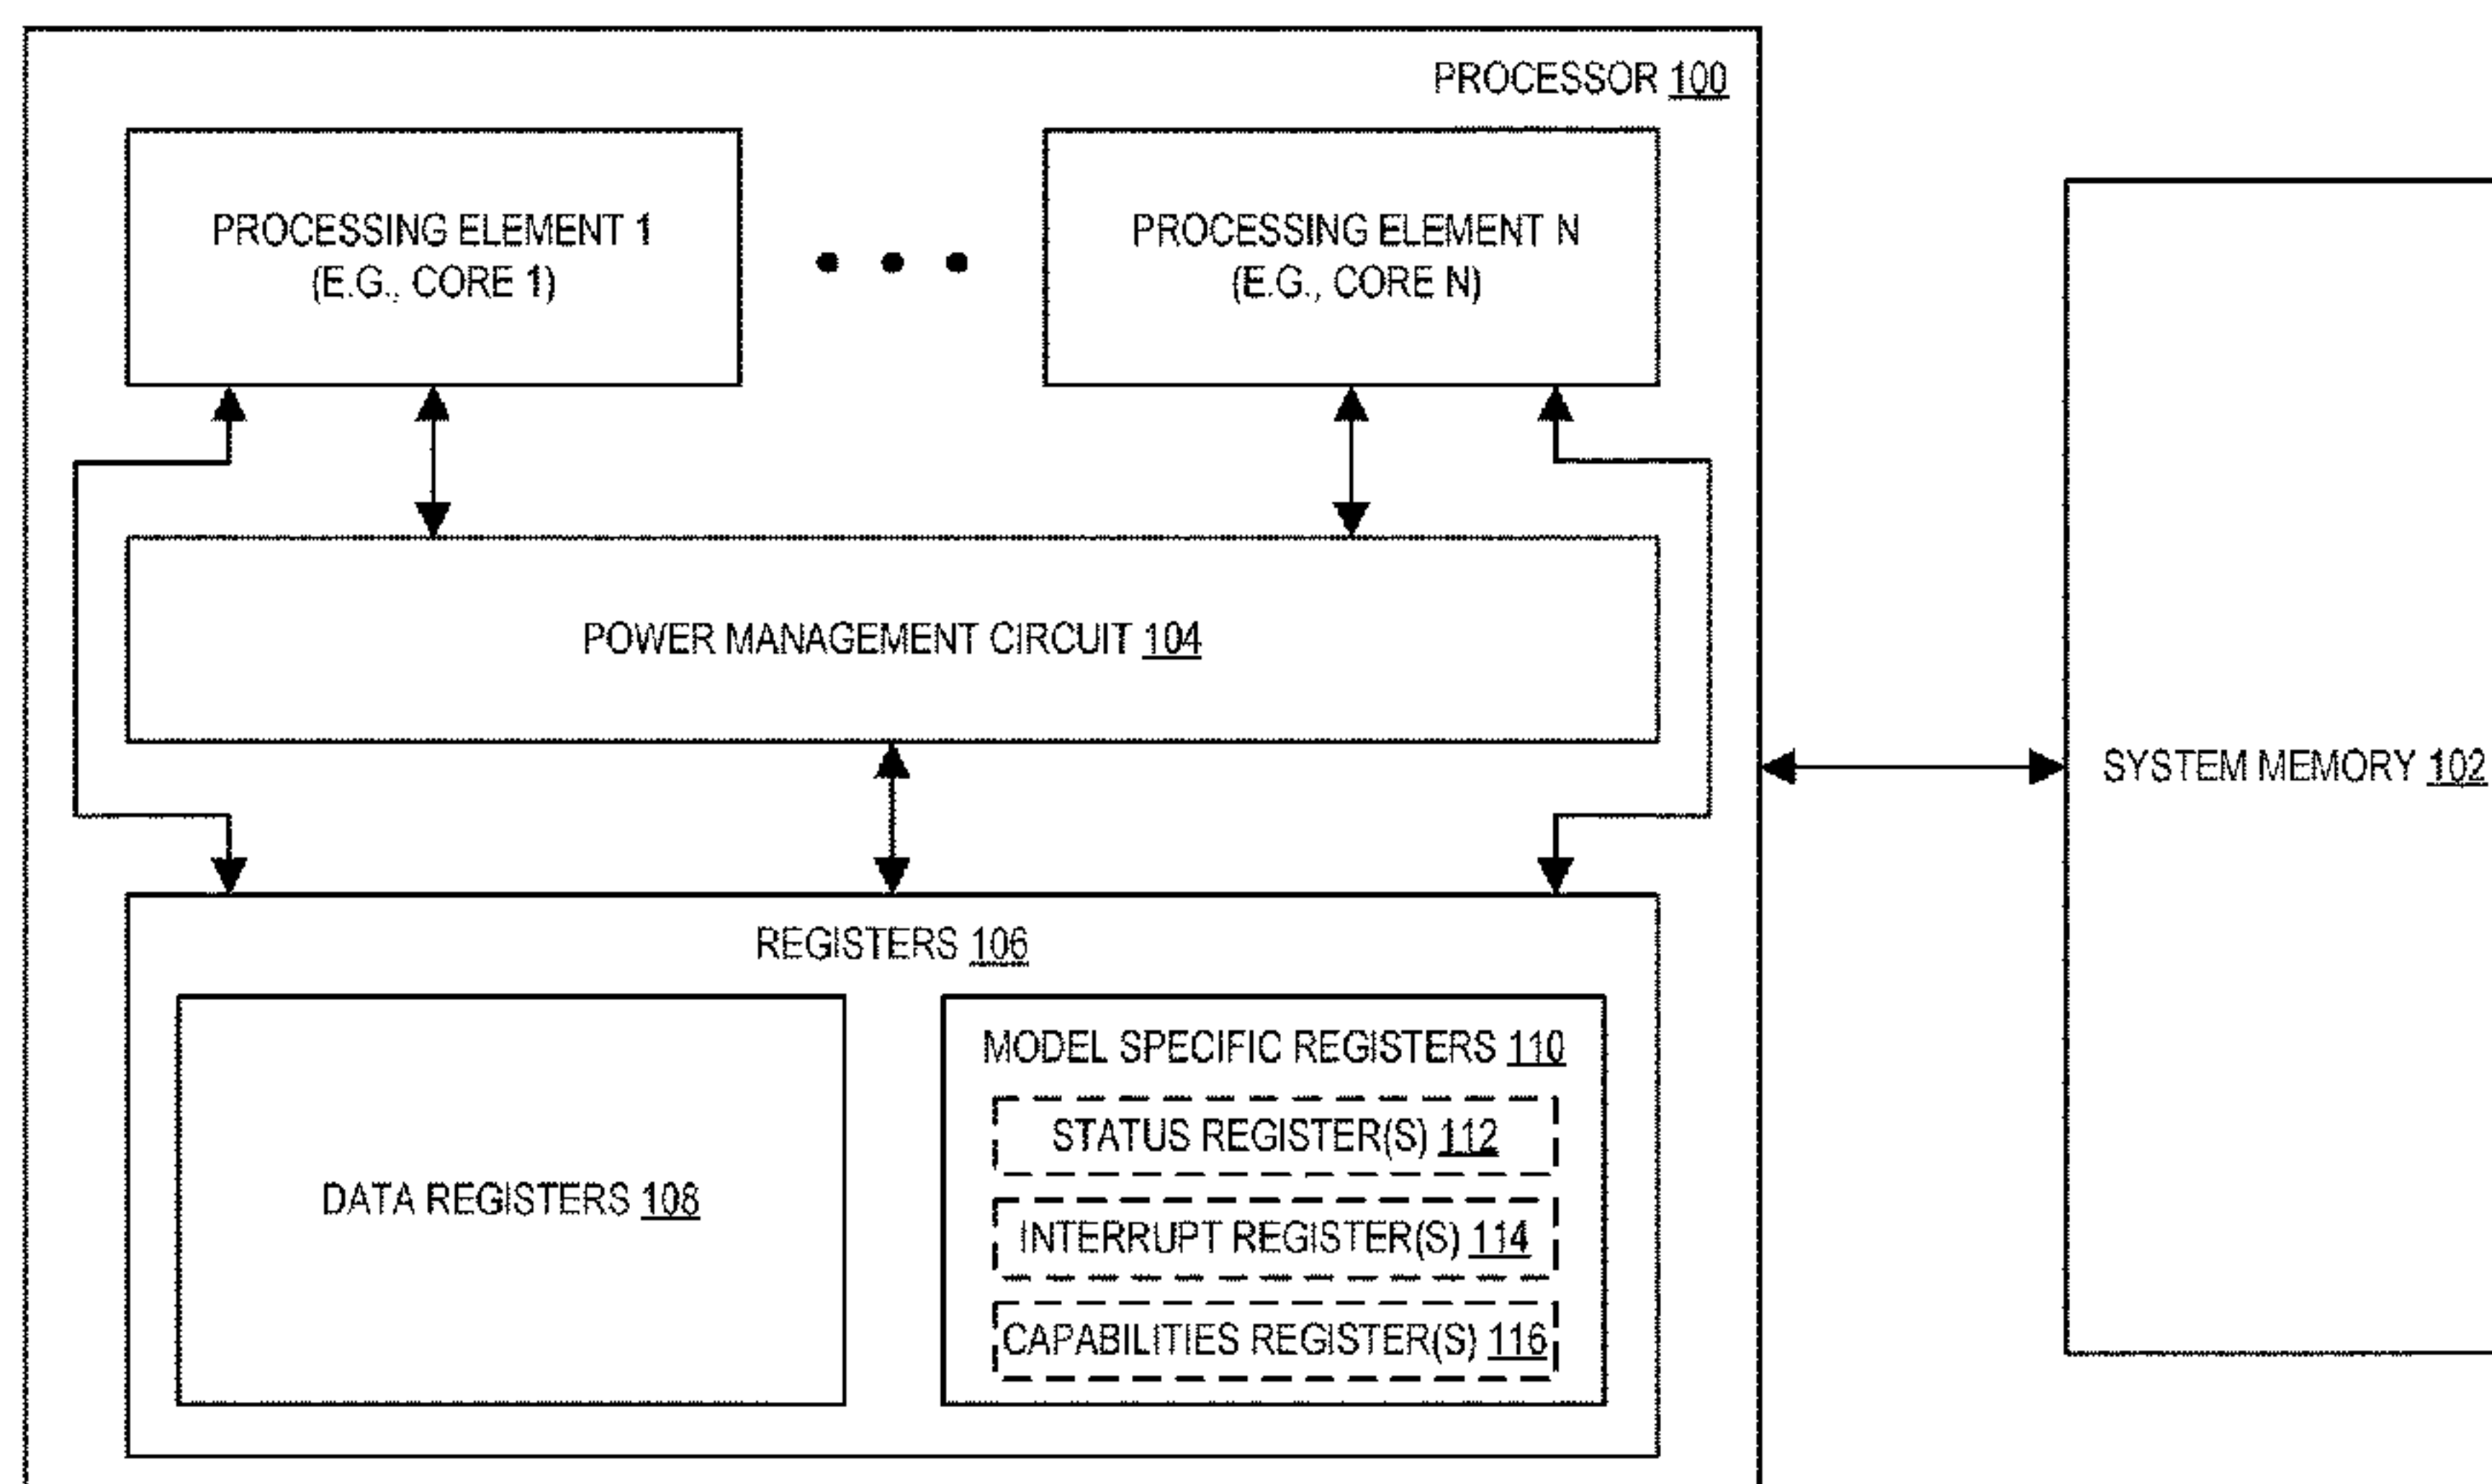 PROCESSOR 100
PROCESSING ELEMENT 1
(E.G., CORE 1)
PROCESSING ELEMENT N
(E.G., CORE N)
POWER MANAGEMENT CIRCUIT 104
SYSTEM MEMORY 102
REGISTERS 106
DATA REGISTERS 108
MODEL SPECIFIC REGISTERS 110
STATUS REGISTER(S) 112
INTERRUPT REGISTER(S) 114
CAPABILITIES REGISTER(S) 116